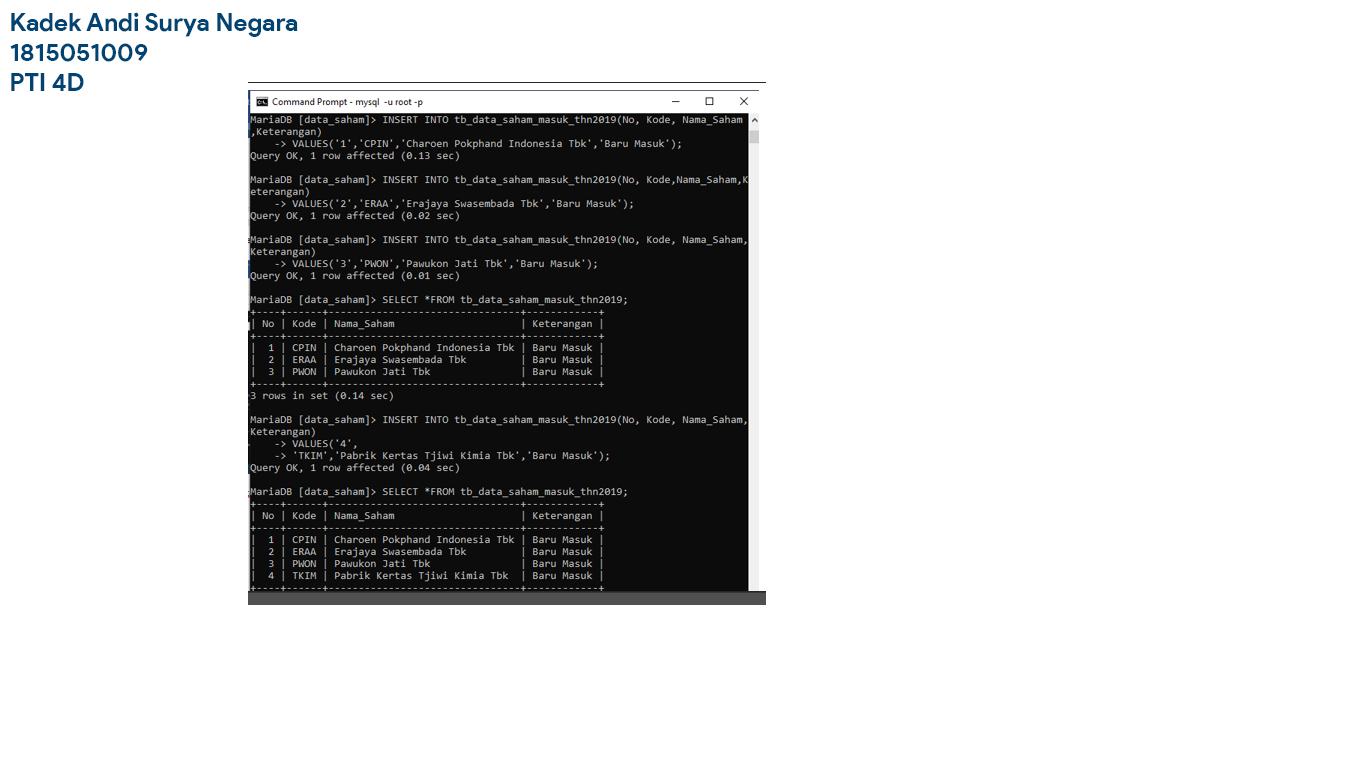 Kadek Andi Surya Negara
1815051009
PTI 4D
Command Prompt - mysql -u root -p
MariaDB [data_saham]> INSERT INTO tb_data_saham_masuk_thn2019(No, Kode, Nama_Saham
,Keterangan)
    -> VALUES('1','CPIN','Charoen Pokphand Indonesia Tbk','Baru Masuk');
Query OK, 1 row affected (0.13 sec)

MariaDB [data_saham]> INSERT INTO tb_data_saham_masuk_thn2019(No, Kode,Nama_Saham,K
eterangan)
    -> VALUES('2','ERAA','Erajaya Swasembada Tbk','Baru Masuk');
Query OK, 1 row affected (0.02 sec)

MariaDB [data_saham]> INSERT INTO tb_data_saham_masuk_thn2019(No, Kode, Nama_Saham,
Keterangan)
    -> VALUES('3','PWON','Pawukon Jati Tbk','Baru Masuk');
Query OK, 1 row affected (0.01 sec)

MariaDB [data_saham]> SELECT *FROM tb_data_saham_masuk_thn2019;
+----+------+--------------------------------+------------+
| No | Kode | Nama_Saham                     | Keterangan |
+----+------+--------------------------------+------------+
|  1 | CPIN | Charoen Pokphand Indonesia Tbk | Baru Masuk |
|  2 | ERAA | Erajaya Swasembada Tbk         | Baru Masuk |
|  3 | PWON | Pawukon Jati Tbk               | Baru Masuk |
+----+------+--------------------------------+------------+
3 rows in set (0.14 sec)

MariaDB [data_saham]> INSERT INTO tb_data_saham_masuk_thn2019(No, Kode, Nama_Saham,
Keterangan)
    -> VALUES('4',
    -> 'TKIM','Pabrik Kertas Tjiwi Kimia Tbk','Baru Masuk');
Query OK, 1 row affected (0.04 sec)

MariaDB [data_saham]> SELECT *FROM tb_data_saham_masuk_thn2019;
+----+------+--------------------------------+------------+
| No | Kode | Nama_Saham                     | Keterangan |
+----+------+--------------------------------+------------+
|  1 | CPIN | Charoen Pokphand Indonesia Tbk | Baru Masuk |
|  2 | ERAA | Erajaya Swasembada Tbk         | Baru Masuk |
|  3 | PWON | Pawukon Jati Tbk               | Baru Masuk |
|  4 | TKIM | Pabrik Kertas Tjiwi Kimia Tbk  | Baru Masuk |
+----+------+--------------------------------+------------+